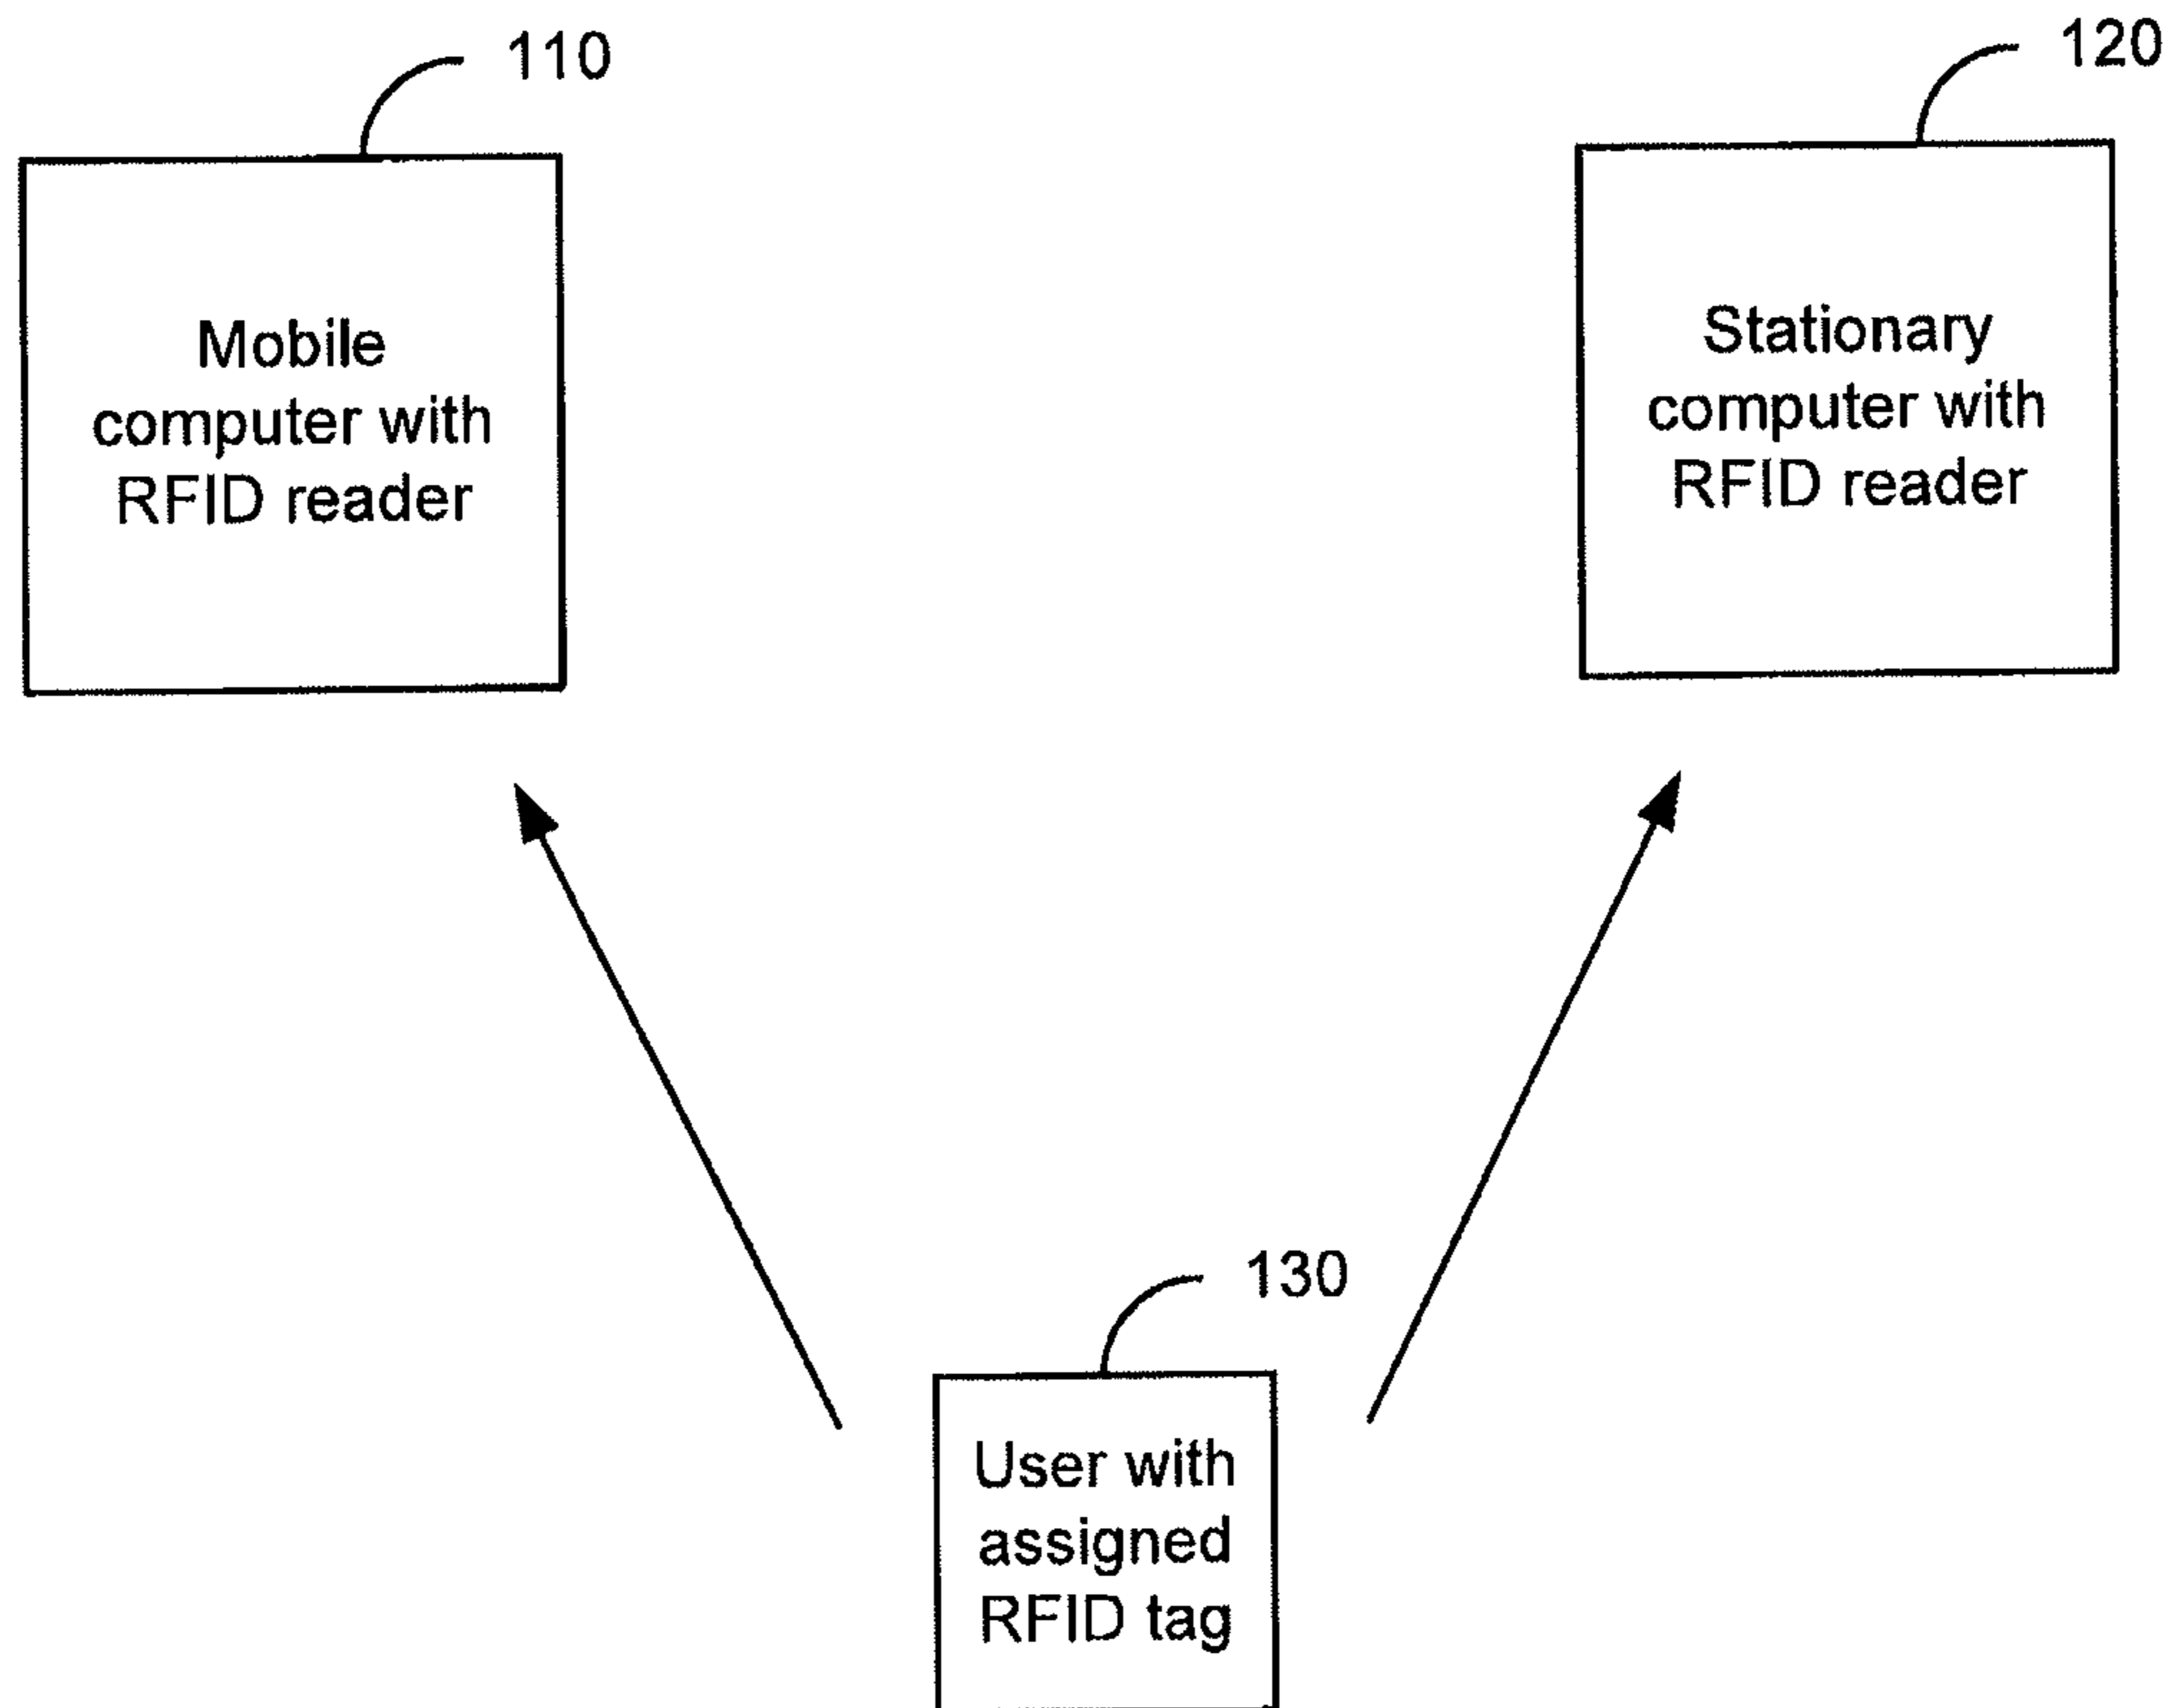 110
120
Mobile
computer with
RFID reader
Stationary
computer with
RFID reader
130
User with
assigned
RFID tag